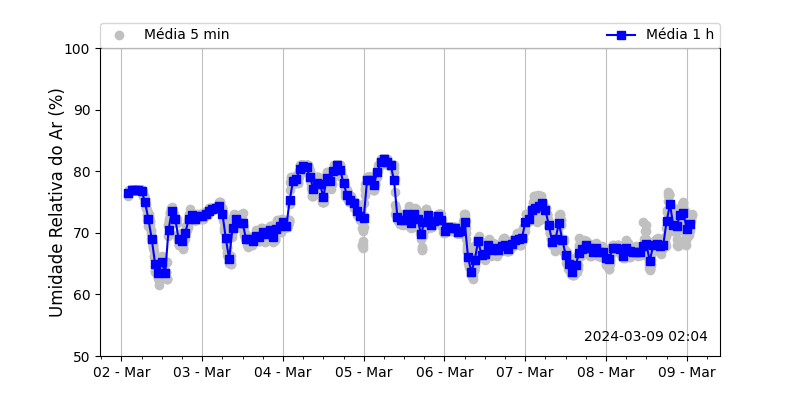 Média 5 min
Média 1 h
Umidade Relativa do Ar (%)
100
90
80
70
60
50
2024-03-09 02:04
02 - Mar
03 - Mar
04 - Mar
05 - Mar
06 - Mar
07 - Mar
08 - Mar
09 - Mar